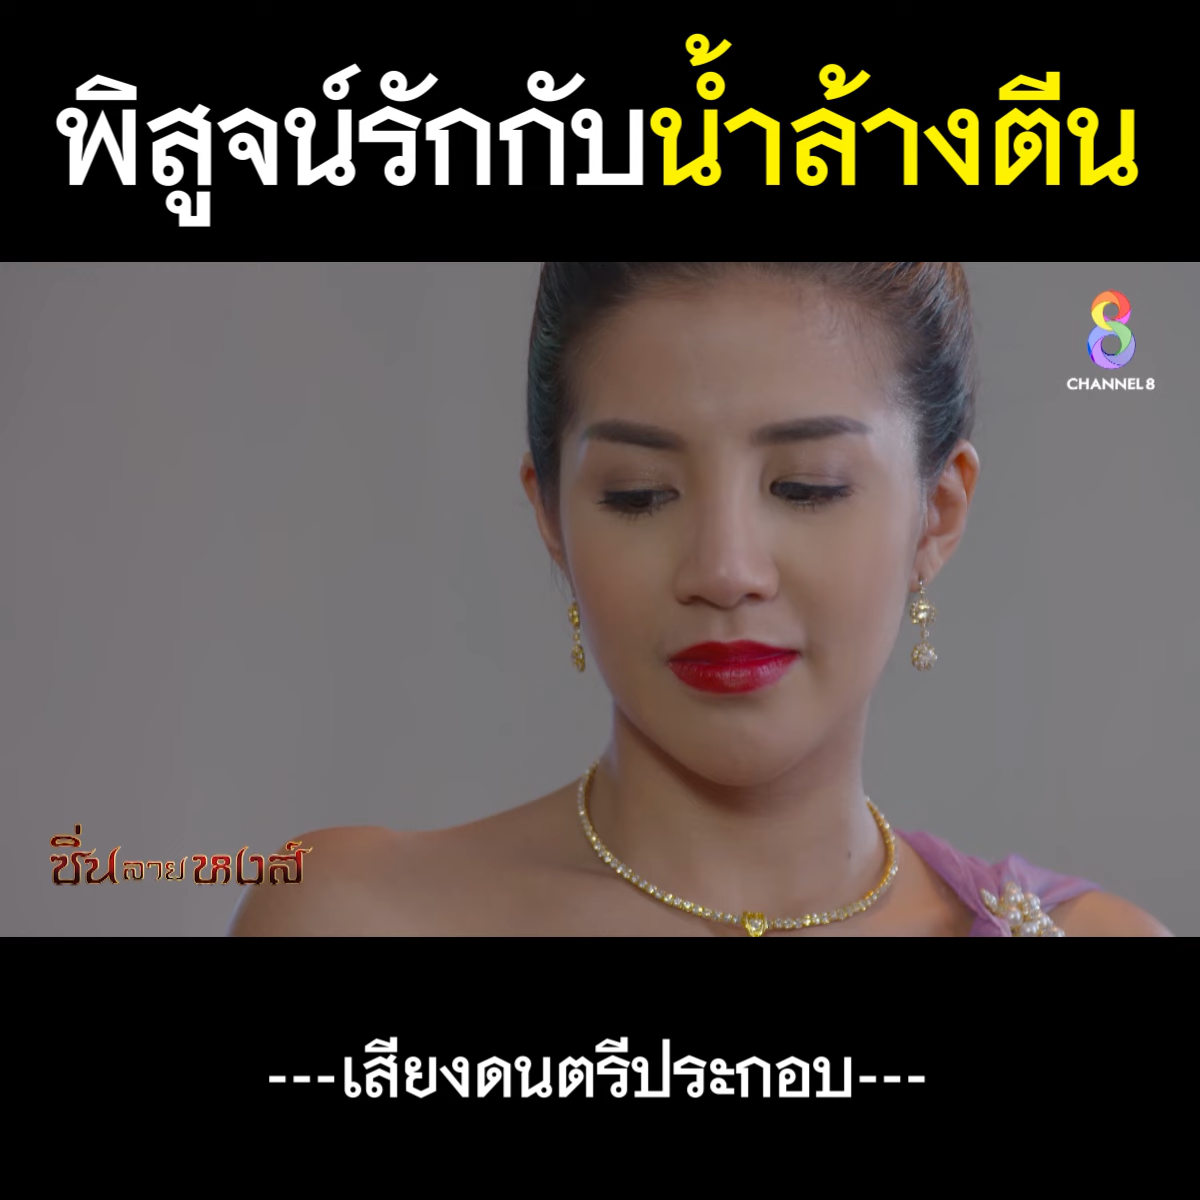 พิสูจน์รักกับน้ำล้างตีน
CHANNEL 8
ซิ่นลายหงส์
---เสียงดนตรีประกอบ---